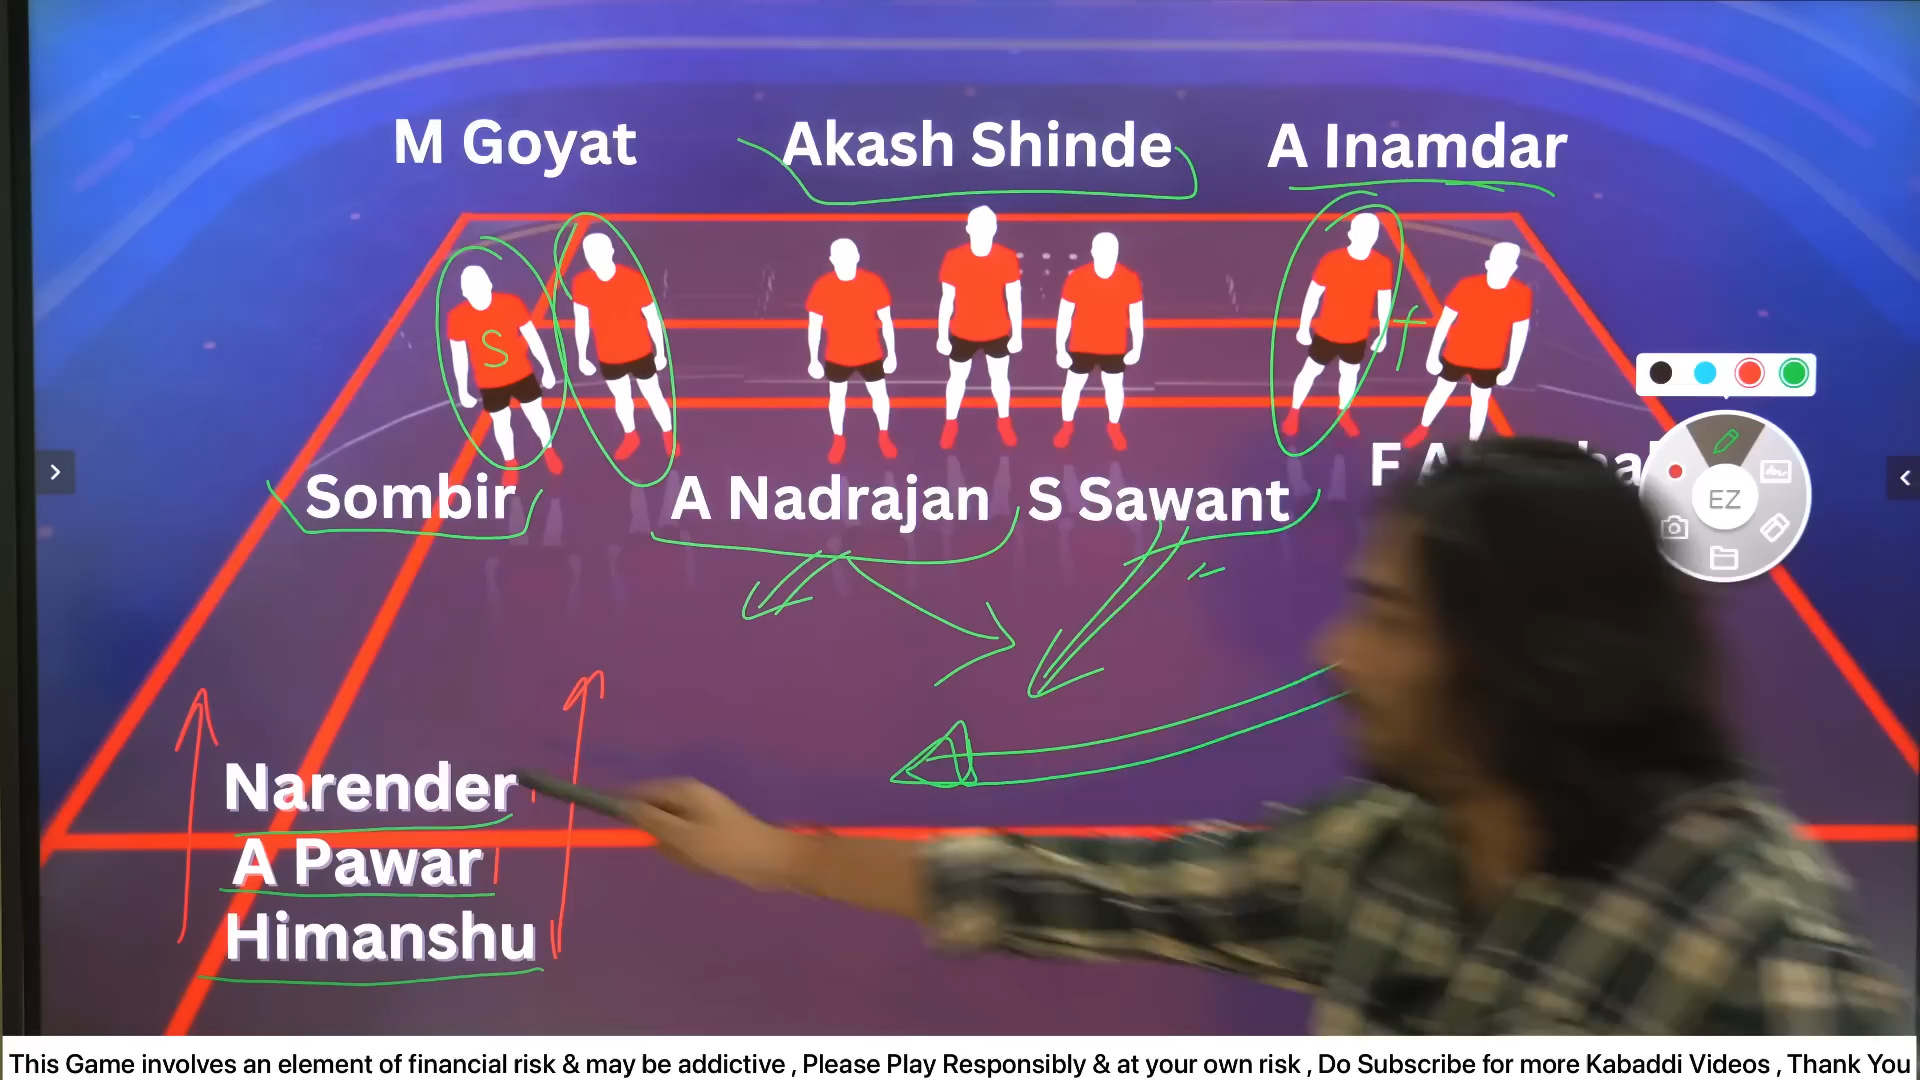 M Goyat Akash Shinde A Inamdar
S
Sombir A Nadrajan S Sawant F
EZ
Narender
A Pawar
Himanshu
This Game involves an element of financial risk & may be addictive , Please Play Responsibly & at your own risk , Do Subscribe for more Kabaddi Videos , Thank You